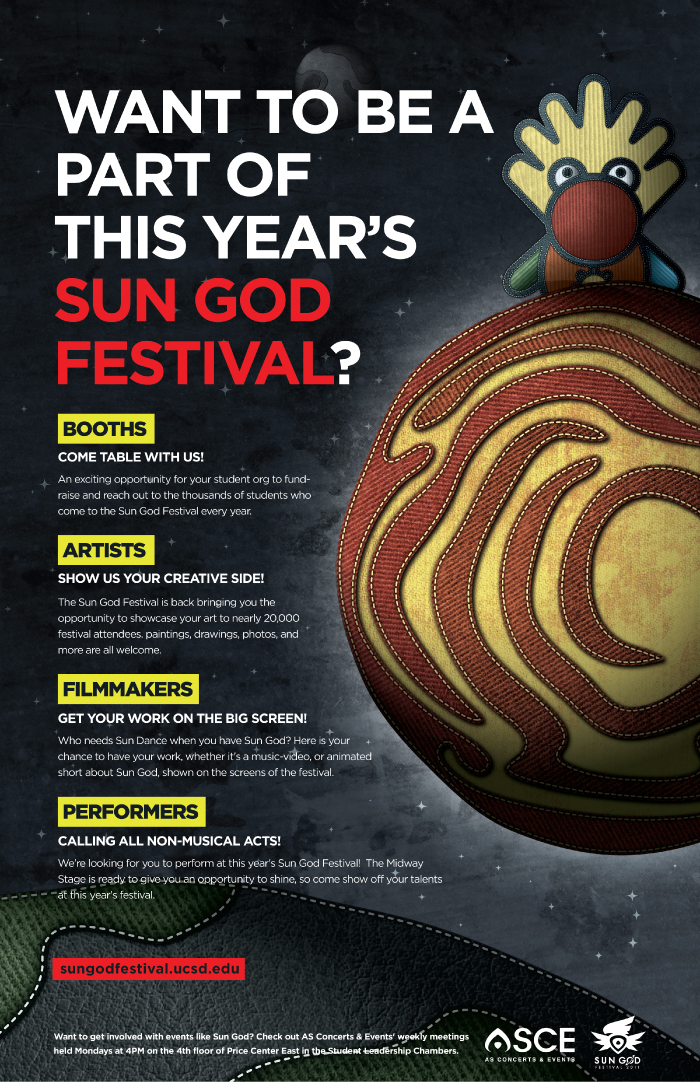 WANT TO BE A
PART OF
THIS YEAR'S
SUN GOD
FESTIVAL?
BOOTHS
COME TABLE WITH US!
An exciting opportunity for your student org to fund-
raise and reach out to the thousands of students who
come to the Sun God Festival every year.
ARTISTS
SHOW US YOUR CREATIVE SIDE!
The Sun God Festival is back bringing you the
opportunity to showcase your art to nearly 20,000
festival attendees. paintings, drawings, photos, and
more are all welcome.
FILMMAKERS
GET YOUR WORK ON THE BIG SCREEN!
Who needs Sun Dance when you have Sun God? Here is your
chance to have your work, whether it's a music-video, or animated
short about Sun God, shown on the screens of the festival.
PERFORMERS
CALLING ALL NON-MUSICAL ACTS!
We're looking for you to perform at this year's Sun God Festival! The Midway
Stage is ready to give you an opportunity to shine, so come show off your talents
at this year's festival.
sungodfestival.ucsd.edu
Want to get involved with events like Sun God? Check out AS Concerts & Events' weekly meetings
held Mondays at 4PM on the 4th floor of Price Center East in the Student Leadership Chambers.
ASCE
AS CONCERTS & EVENTS
SUN GOD
FESTIVAL 2011